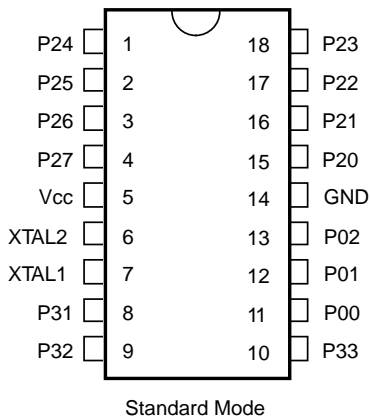 P24 1 18 P23
P25 2 17 P22
P26 3 16 P21
P27 4 15 P20
Vcc 5 14 GND
XTAL2 6 13 P02
XTAL1 7 12 P01
P31 8 11 P00
P32 9 10 P33
Standard Mode